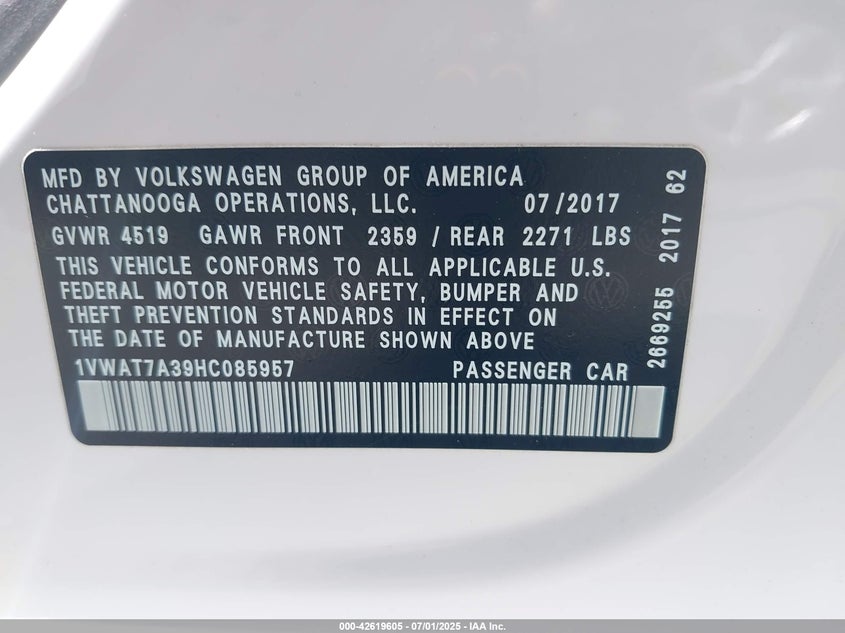 MFD BY VOLKSWAGEN GROUP OF AMERICA
CHATTANOOGA OPERATIONS, LLC. 07/2017
GVWR 4519 GAWR FRONT 2359 / REAR 2271 LBS
THIS VEHICLE CONFORMS TO ALL APPLICABLE U.S.
FEDERAL MOTOR VEHICLE SAFETY, BUMPER AND
THEFT PREVENTION STANDARDS IN EFFECT ON
THE DATE OF MANUFACTURE SHOWN ABOVE
1VWAT7A39HC085957 PASSENGER CAR
2669255 2017 62
000-42619605 - 07/01/2025 - IAA Inc.